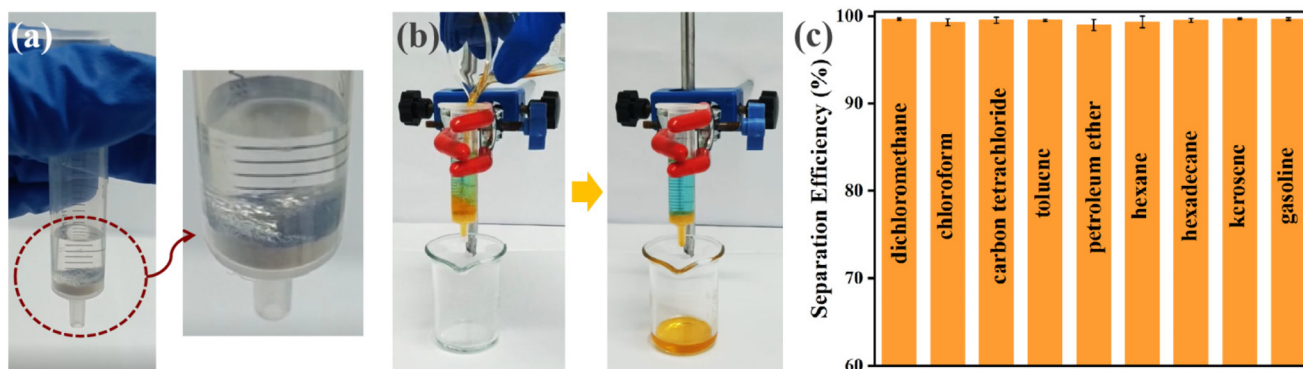 (a)
(b)
(c)
Separation Efficiency (%)
100
90
80
70
60
dichloromethane
chloroform
carbon tetrachloride
toluene
petroleum ether
hexane
hexadecane
kerosene
gasoline